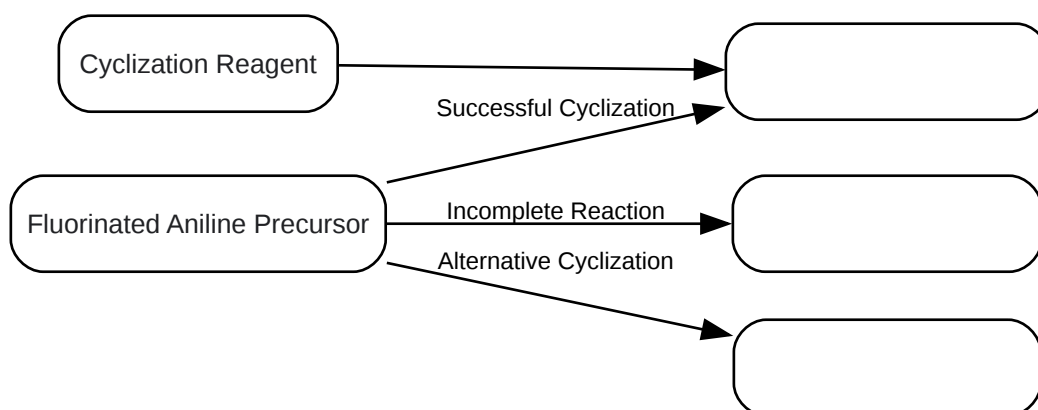 Cyclization Reagent
Successful Cyclization
Fluorinated Aniline Precursor
Incomplete Reaction
Alternative Cyclization